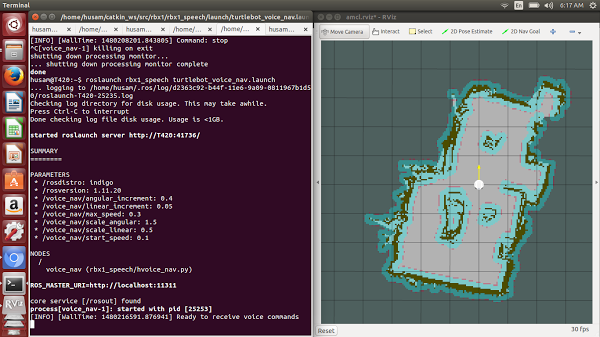 Terminal
En
6:17 AM
/home/husam/catkin_ws/src/rbx1/rbx1_speech/launch/turtlebot_voice_nav.laun
husam...
/home/...
/home/...
/home/...
/home/...
husam...
[INFO] [WallTime: 1480208201.843805] Command: stop
^C[voice_nav-1] killing on exit
shutting down processing monitor...
... shutting down processing monitor complete
done
husam@T420:~$ roslaunch rbx1_speech turtlebot_voice_nav.launch
... logging to /home/husam/.ros/log/d2363c92-b44f-11e6-9a09-0811967b1d5
0/roslaunch-T420-25235.log
Checking log directory for disk usage. This may take awhile.
Press Ctrl-C to interrupt
Done checking log file disk usage. Usage is <1GB.
started roslaunch server http://T420:41736/
SUMMARY
========
PARAMETERS
* /rosdistro: indigo
* /rosversion: 1.11.20
* /voice_nav/angular_increment: 0.4
* /voice_nav/linear_increment: 0.05
* /voice_nav/max_speed: 0.3
* /voice_nav/scale_angular: 1.5
* /voice_nav/scale_linear: 0.5
* /voice_nav/start_speed: 0.1
NODES
/
voice_nav (rbx1_speech/hvoice_nav.py)
ROS_MASTER_URI=http://localhost:11311
core service [/rosout] found
process[voice_nav-1]: started with pid [25253]
[INFO] [WallTime: 1480216591.876941] Ready to receive voice commands
amcl.rviz* - RViz
Move Camera
Interact
Select
2D Pose Estimate
2D Nav Goal
Reset
30 fps